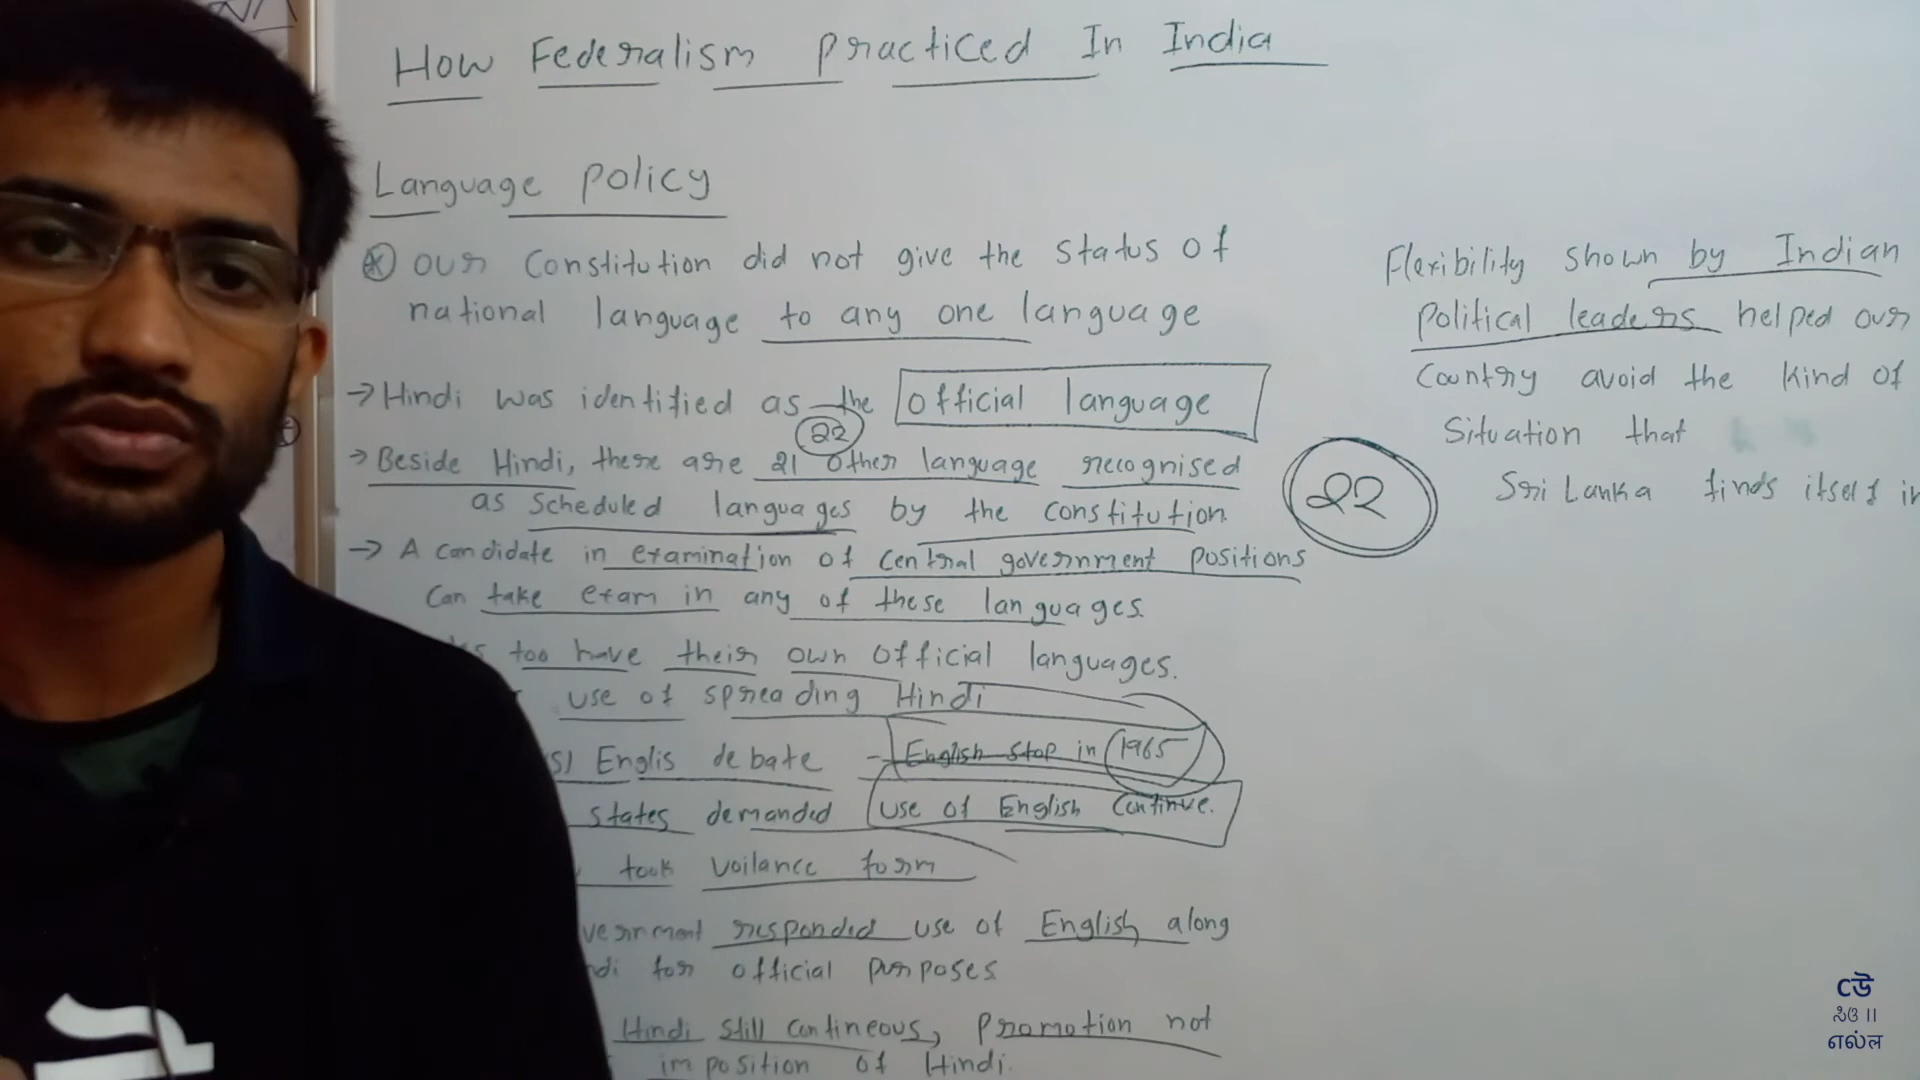 How Federalism practiced In India
Language policy
OUR Constitution did not give the status of
national language to any one language
→ Hindi was identified as the official language
22
→ Beside Hindi, there are 21 other language recognised
as Scheduled languages by the constitution.
→ A candidate in examination of Central government positions
Can take exam in any of these languages.
too have their own official languages.
use of spreading Hindi
Englis debate - English stop in 1965
states demanded use of English Continue.
took voilance form
responded use of English along
for official purposes
Hindi still contineous, promotion not
imposition of Hindi.
Flexibility shown by Indian
political leaders helped our
Country avoid the kind of
Situation that
Sri Lanka finds itself in
22
Cউ
எல்ல